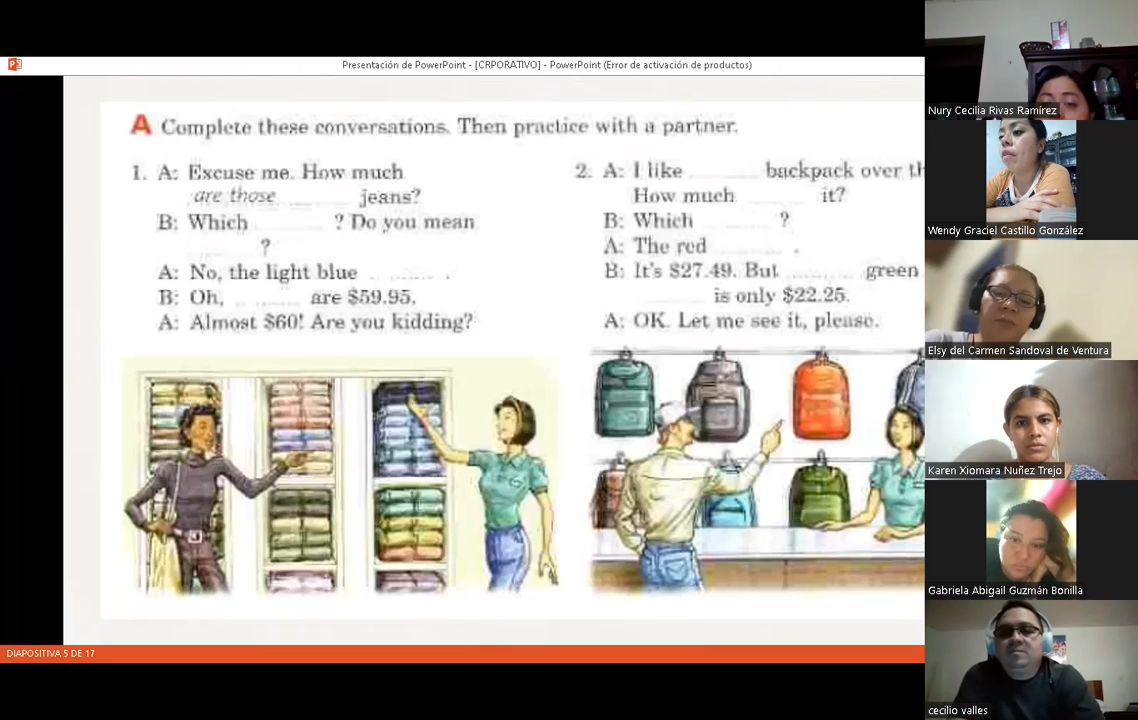 Presentación de PowerPoint - [CRPORATIVO] - PowerPoint (Error de activación de productos)
A Complete these conversations. Then practice with a partner.
1. A: Excuse me. How much
are those jeans?
B: Which ? Do you mean
?
A: No, the light blue .
B: Oh, are $59.95.
A: Almost $60! Are you kidding?
2. A: I like backpack over th
How much it?
B: Which ?
A: The red .
B: It's $27.49. But green
is only $22.25.
A: OK. Let me see it, please.
DIAPOSITIVA 5 DE 17
Nury Cecilia Rivas Ramírez
Wendy Graciel Castillo González
Elsy del Carmen Sandoval de Ventura
Karen Xiomara Nuñez Trejo
Gabriela Abigail Guzmán Bonilla
cecilio valles